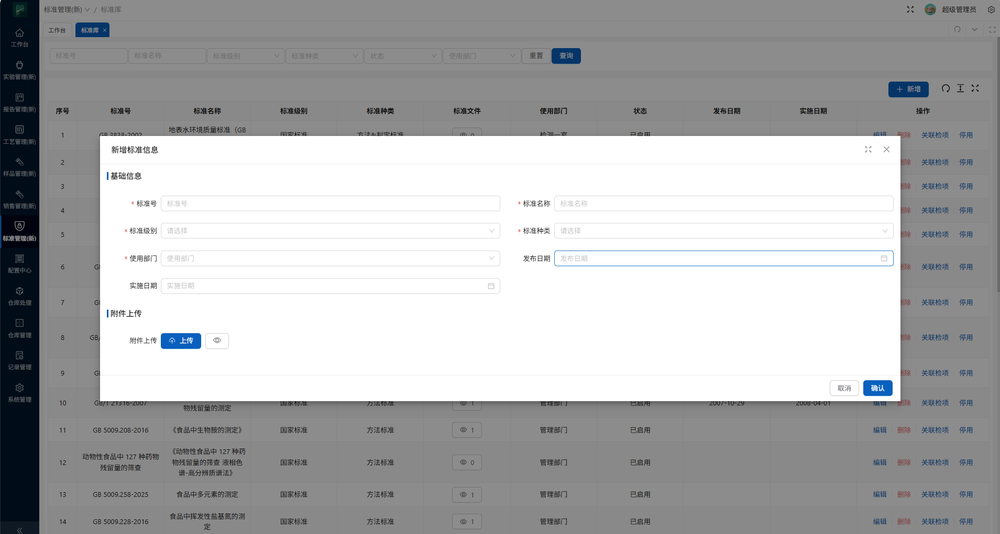 标准管理(新) / 标准库
超级管理员
工作台
标准库
工作台
实验管理(新)
报告管理(新)
工艺管理(新)
样品管理(新)
销售管理(新)
标准管理(新)
配置中心
仓库处理
仓库管理
记录管理
系统管理
标准号 标准名称 标准级别 标准种类 状态 使用部门 重置 查询
新增
序号 标准号 标准名称 标准级别 标准种类 标准文件 使用部门 状态 发布日期 实施日期 操作
1 GB 3838-2002 地表水环境质量标准（GB 国家标准 方法&判定标准 0 检测一室 已启用 编辑 删除 关联检项 停用
2 删除 关联检项 停用
3 删除 关联检项 停用
4 删除 关联检项 停用
5 删除 关联检项 停用
6 删除 关联检项 停用
7 删除 关联检项 停用
8 GB/ 删除 关联检项 停用
9 删除 关联检项 停用
新增标准信息
基础信息
* 标准号 标准号
* 标准名称 标准名称
* 标准级别 请选择
* 标准种类 请选择
* 使用部门 使用部门
发布日期 发布日期
实施日期 实施日期
附件上传
附件上传 上传
取消 确认
10 GB/T 21316-2007 物残留量的测定 国家标准 方法标准 1 管理部门 已启用 2007-10-29 2008-04-01 编辑 删除 关联检项 停用
11 GB 5009.208-2016 《食品中生物胺的测定》 国家标准 方法标准 1 管理部门 已启用 编辑 删除 关联检项 停用
12 动物性食品中 127 种药物
残留量的筛查
《动物性食品中 127 种药
物残留量的筛查 液相色
谱-高分辨质谱法》
国家标准 方法标准 0 管理部门 已启用 编辑 删除 关联检项 停用
13 GB 5009.258-2025 食品中多元素的测定 国家标准 方法标准 1 管理部门 已启用 编辑 删除 关联检项 停用
14 GB 5009.228-2016 食品中挥发性盐基氮的测
定
国家标准 方法标准 1 管理部门 已启用 编辑 删除 关联检项 停用